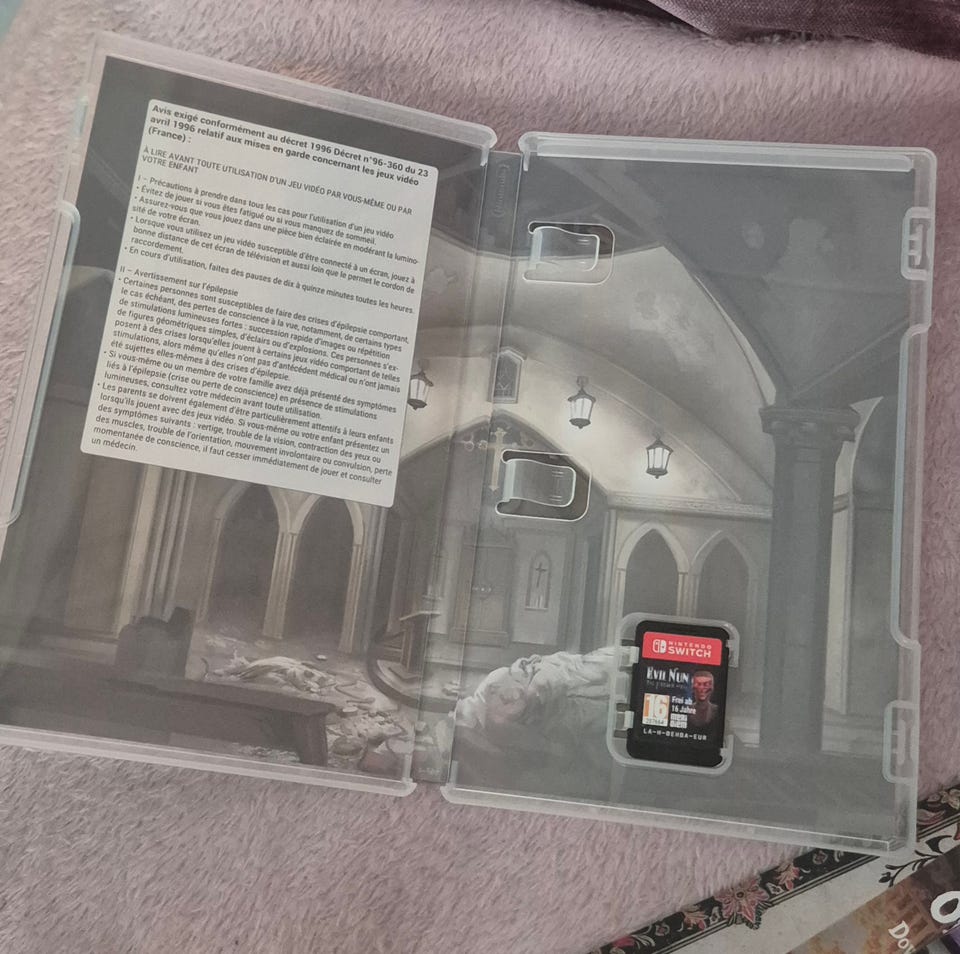 Avis exigé conformément au décret 1996 Décret n°96-360 du 23
avril 1996 relatif aux mises en garde concernant les jeux vidéo
(France) :
À LIRE AVANT TOUTE UTILISATION D'UN JEU VIDÉO PAR VOUS-MÊME OU PAR
VOTRE ENFANT
I – Précautions à prendre dans tous les cas pour l'utilisation d'un jeu vidéo
• Évitez de jouer si vous êtes fatigué ou si vous manquez de sommeil.
• Assurez-vous que vous jouez dans une pièce bien éclairée en modérant la lumino-
sité de votre écran.
• Lorsque vous utilisez un jeu vidéo susceptible d'être connecté à un écran, jouez à
bonne distance de cet écran de télévision et aussi loin que le permet le cordon de
raccordement.
• En cours d'utilisation, faites des pauses de dix à quinze minutes toutes les heures.
II – Avertissement sur l'épilepsie
• Certaines personnes sont susceptibles de faire des crises d'épilepsie comportant,
le cas échéant, des pertes de conscience à la vue, notamment, de certains types
de stimulations lumineuses fortes : succession rapide d'images ou répétition
de figures géométriques simples, d'éclairs ou d'explosions. Ces personnes s'ex-
posent à des crises lorsqu'elles jouent à certains jeux vidéo comportant de telles
stimulations, alors même qu'elles n'ont pas d'antécédent médical ou n'ont jamais
été sujettes elles-mêmes à des crises d'épilepsie.
• Si vous-même ou un membre de votre famille avez déjà présenté des symptômes
liés à l'épilepsie (crise ou perte de conscience) en présence de stimulations
lumineuses, consultez votre médecin avant toute utilisation.
• Les parents se doivent également d'être particulièrement attentifs à leurs enfants
lorsqu'ils jouent avec des jeux vidéo. Si vous-même ou votre enfant présentez un
des symptômes suivants : vertige, trouble de la vision, contraction des yeux ou
des muscles, trouble de l'orientation, mouvement involontaire ou convulsion, perte
momentanée de conscience, il faut cesser immédiatement de jouer et consulter
un médecin.
NINTENDO
SWITCH
EVIL NUN
16
Frei ab
16 Jahre
LA-H-BEHDA-EUR